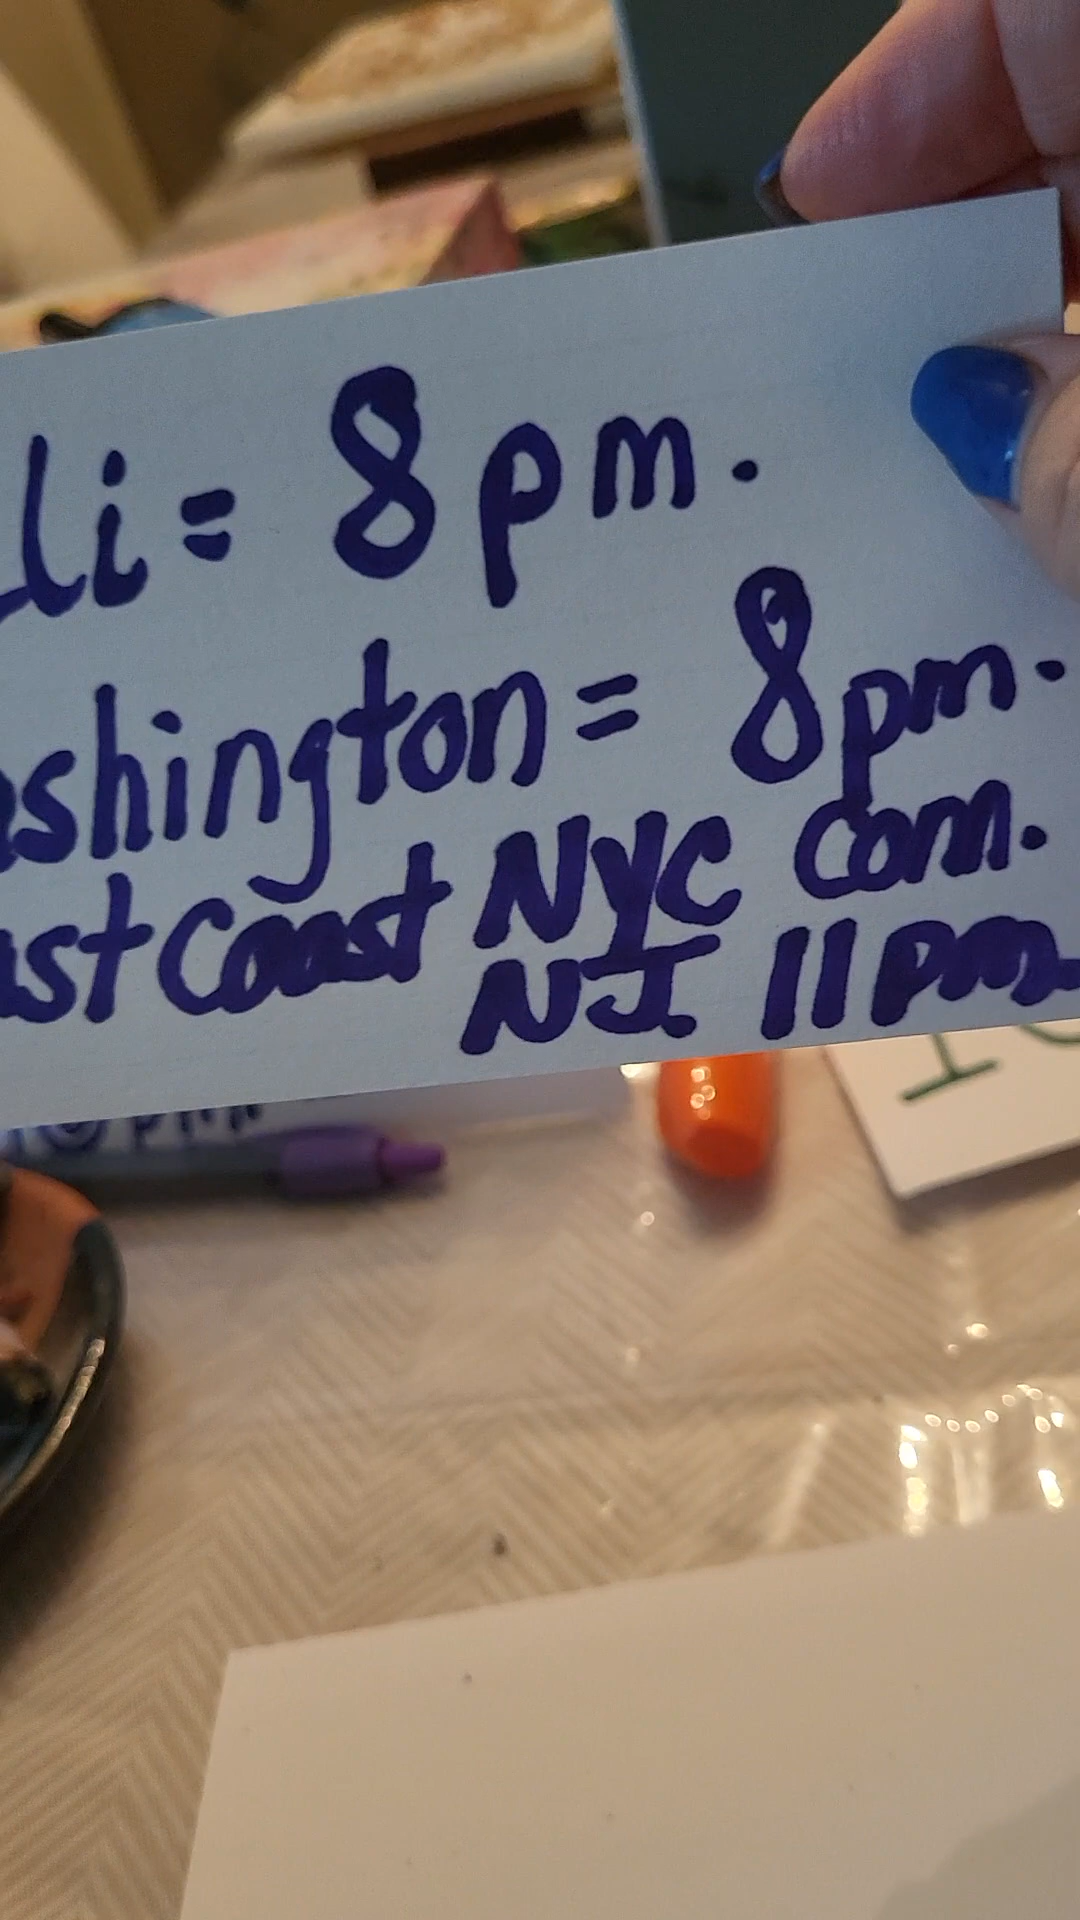 li = 8pm.
ashington = 8pm.
ast Coast NYC Conn.
NJ. 11pm